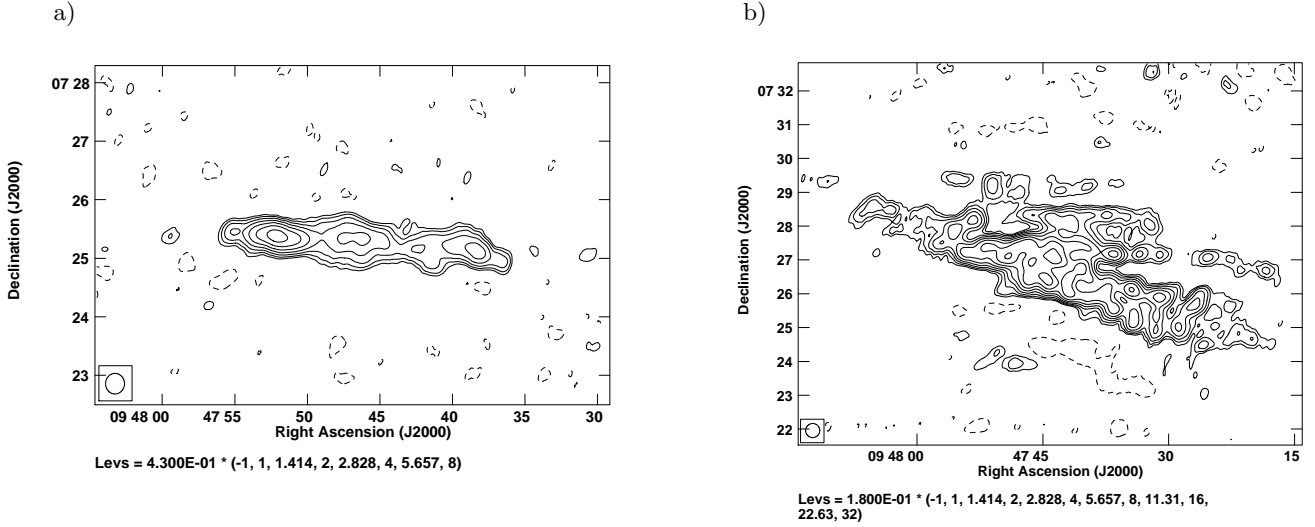 a)
b)
07 28
27
26
25
24
23
Declination (J2000)
09 48 00 47 55 50 45 40 35 30
Right Ascension (J2000)
Levs = 4.300E-01 * (-1, 1, 1.414, 2, 2.828, 4, 5.657, 8)
07 32
31
30
29
28
27
26
25
24
23
22
Declination (J2000)
09 48 00 47 45 30 15
Right Ascension (J2000)
Levs = 1.800E-01 * (-1, 1, 1.414, 2, 2.828, 4, 5.657, 8, 11.31, 16,
22.63, 32)